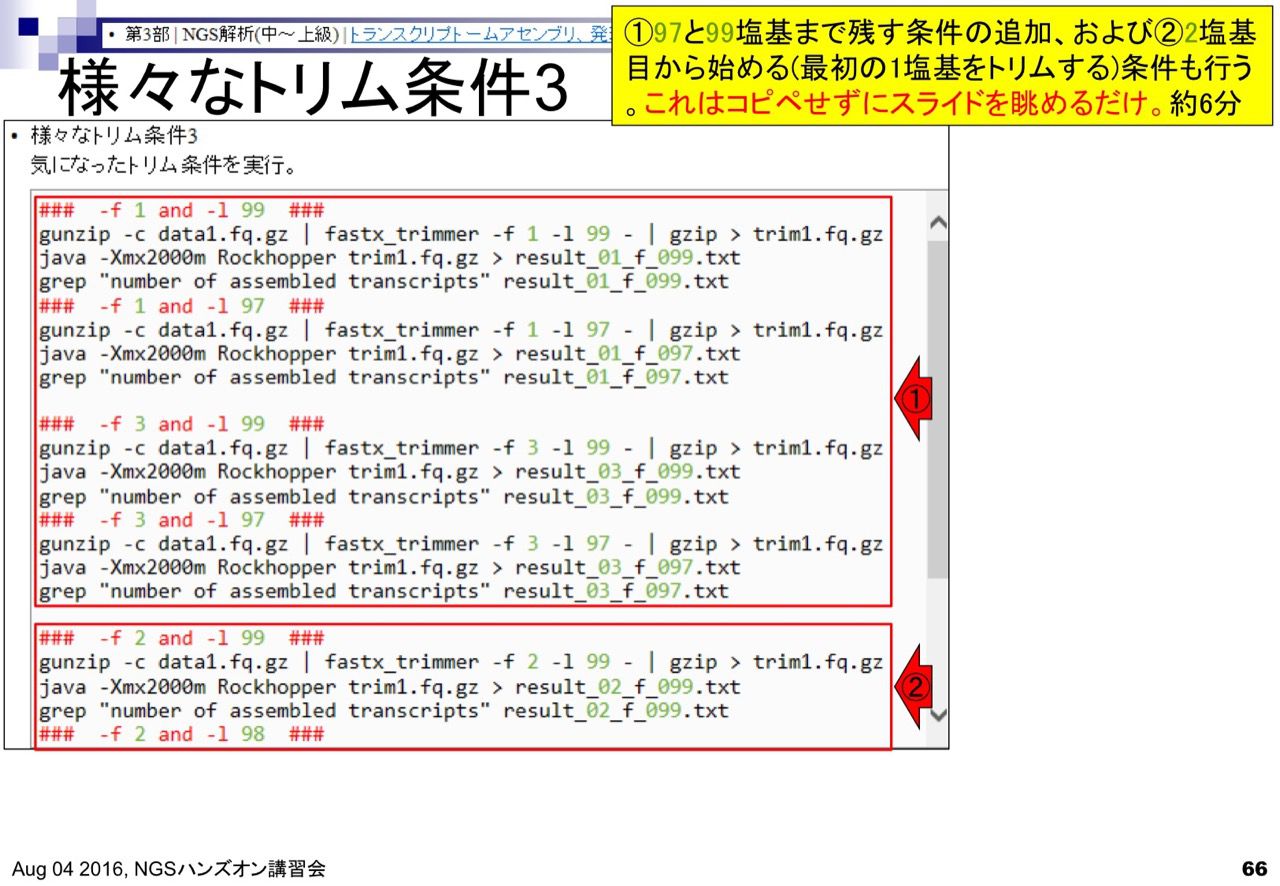 • 第3部 | NGS解析(中～上級) | トランスクリプトームアセンブリ、発
様々なトリム条件3
①97と99塩基まで残す条件の追加、および②2塩基
目から始める(最初の1塩基をトリムする)条件も行う
。これはコピペせずにスライドを眺めるだけ。約6分
• 様々なトリム条件3
気になったトリム条件を実行。
### -f 1 and -l 99 ###
gunzip -c data1.fq.gz | fastx_trimmer -f 1 -l 99 - | gzip > trim1.fq.gz
java -Xmx2000m Rockhopper trim1.fq.gz > result_01_f_099.txt
grep "number of assembled transcripts" result_01_f_099.txt
### -f 1 and -l 97 ###
gunzip -c data1.fq.gz | fastx_trimmer -f 1 -l 97 - | gzip > trim1.fq.gz
java -Xmx2000m Rockhopper trim1.fq.gz > result_01_f_097.txt
grep "number of assembled transcripts" result_01_f_097.txt
### -f 3 and -l 99 ###
gunzip -c data1.fq.gz | fastx_trimmer -f 3 -l 99 - | gzip > trim1.fq.gz
java -Xmx2000m Rockhopper trim1.fq.gz > result_03_f_099.txt
grep "number of assembled transcripts" result_03_f_099.txt
### -f 3 and -l 97 ###
gunzip -c data1.fq.gz | fastx_trimmer -f 3 -l 97 - | gzip > trim1.fq.gz
java -Xmx2000m Rockhopper trim1.fq.gz > result_03_f_097.txt
grep "number of assembled transcripts" result_03_f_097.txt
①
### -f 2 and -l 99 ###
gunzip -c data1.fq.gz | fastx_trimmer -f 2 -l 99 - | gzip > trim1.fq.gz
java -Xmx2000m Rockhopper trim1.fq.gz > result_02_f_099.txt
grep "number of assembled transcripts" result_02_f_099.txt
### -f 2 and -l 98 ###
②
Aug 04 2016, NGSハンズオン講習会
66